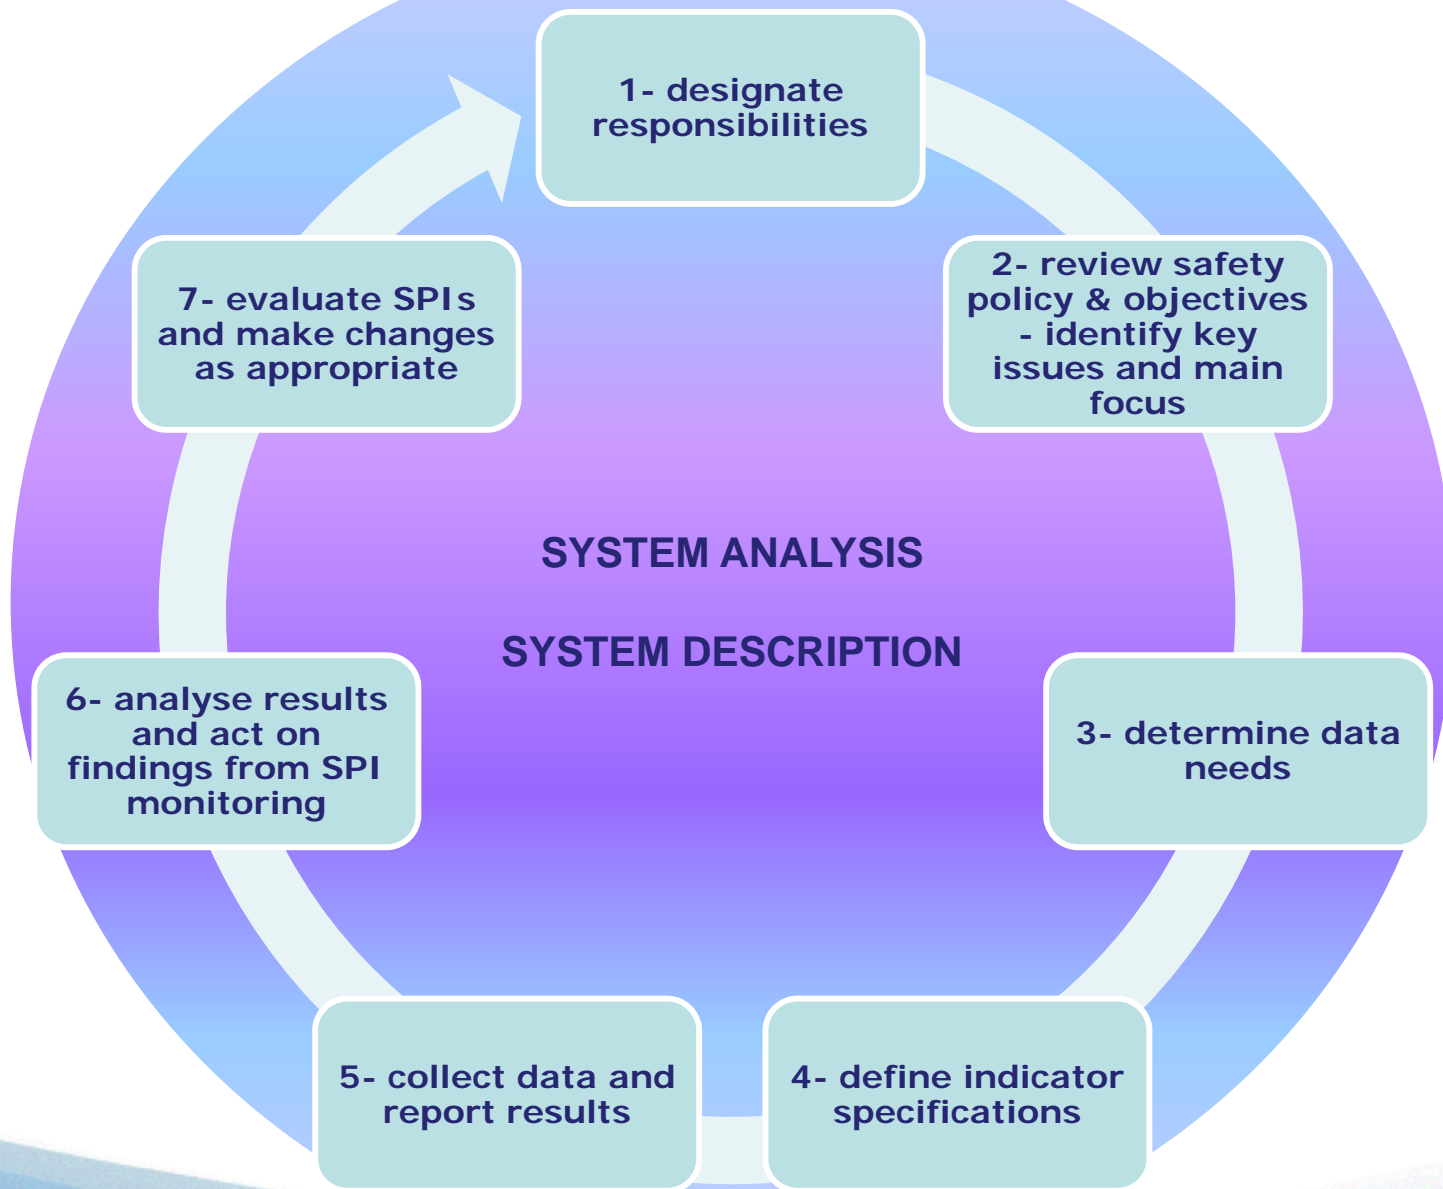 1- designate
responsibilities
2- review safety
policy & objectives
- identify key
issues and main
focus
3- determine data
needs
4- define indicator
specifications
5- collect data and
report results
6- analyse results
and act on
findings from SPI
monitoring
7- evaluate SPIs
and make changes
as appropriate
SYSTEM ANALYSIS
SYSTEM DESCRIPTION